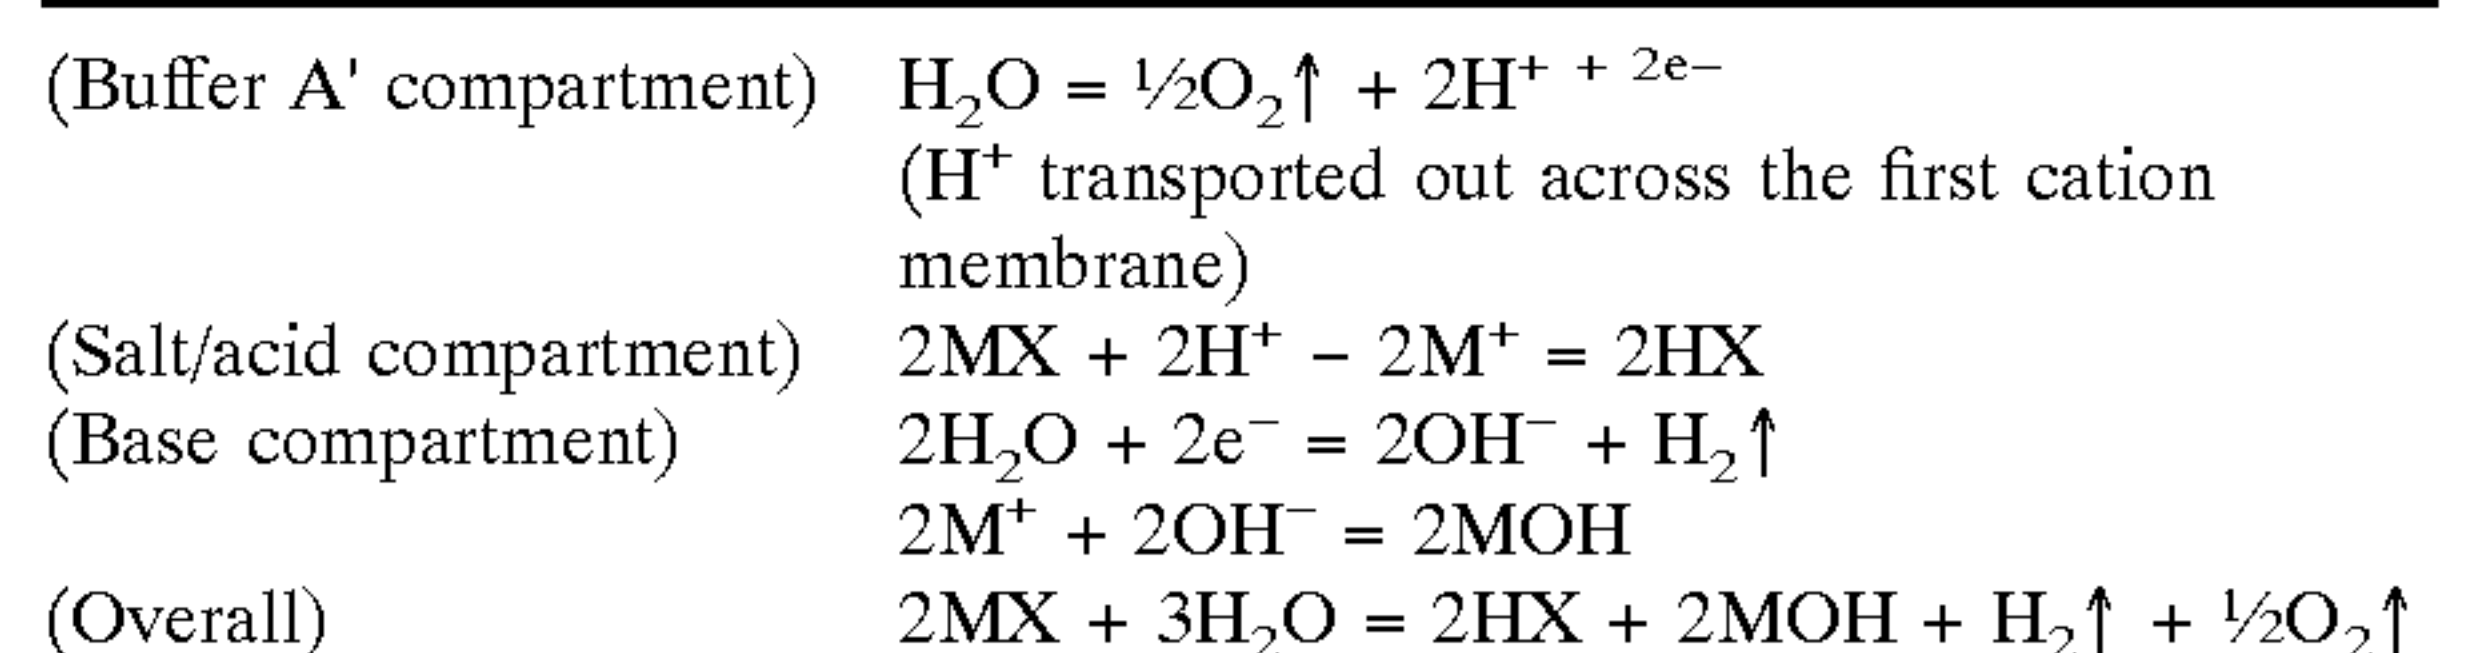 (Buffer A' compartment) H₂O = ½O₂↑ + 2H⁺ ⁺ ²ᵉ⁻
(H⁺ transported out across the first cation
membrane)
(Salt/acid compartment) 2MX + 2H⁺ − 2M⁺ = 2HX
(Base compartment) 2H₂O + 2e⁻ = 2OH⁻ + H₂↑
2M⁺ + 2OH⁻ = 2MOH
(Overall) 2MX + 3H₂O = 2HX + 2MOH + H₂↑ + ½O₂↑